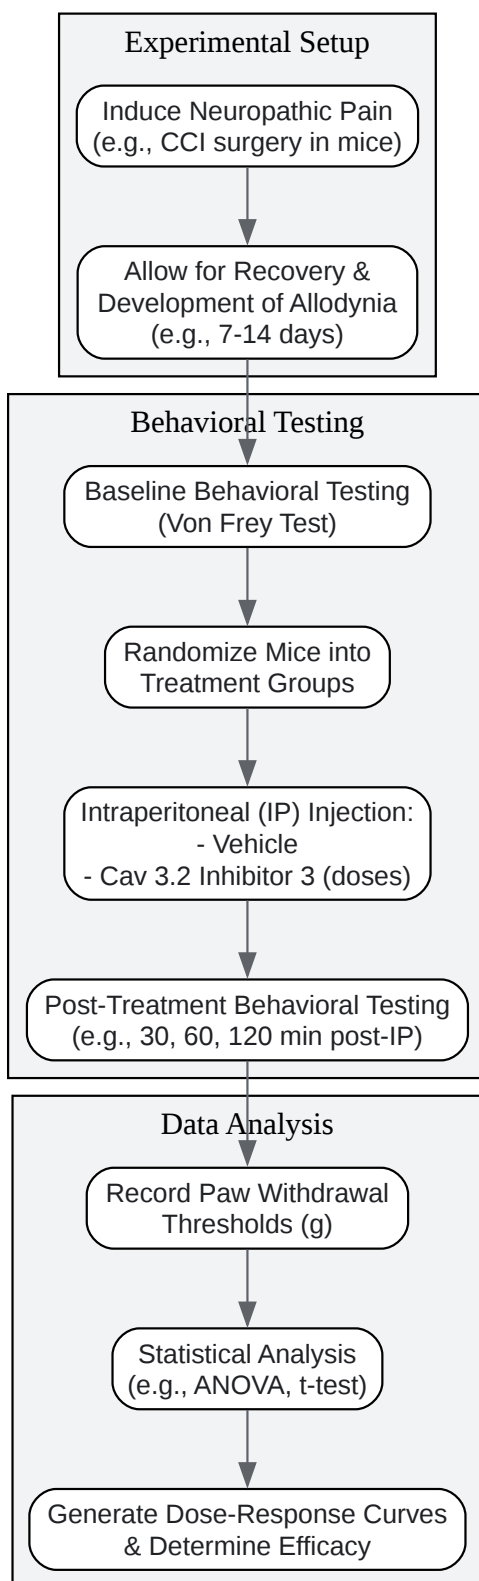 Experimental Setup
Induce Neuropathic Pain
(e.g., CCI surgery in mice)
Allow for Recovery &
Development of Allodynia
(e.g., 7-14 days)
Behavioral Testing
Baseline Behavioral Testing
(Von Frey Test)
Randomize Mice into
Treatment Groups
Intraperitoneal (IP) Injection:
- Vehicle
- Cav 3.2 Inhibitor 3 (doses)
Post-Treatment Behavioral Testing
(e.g., 30, 60, 120 min post-IP)
Data Analysis
Record Paw Withdrawal
Thresholds (g)
Statistical Analysis
(e.g., ANOVA, t-test)
Generate Dose-Response Curves
& Determine Efficacy